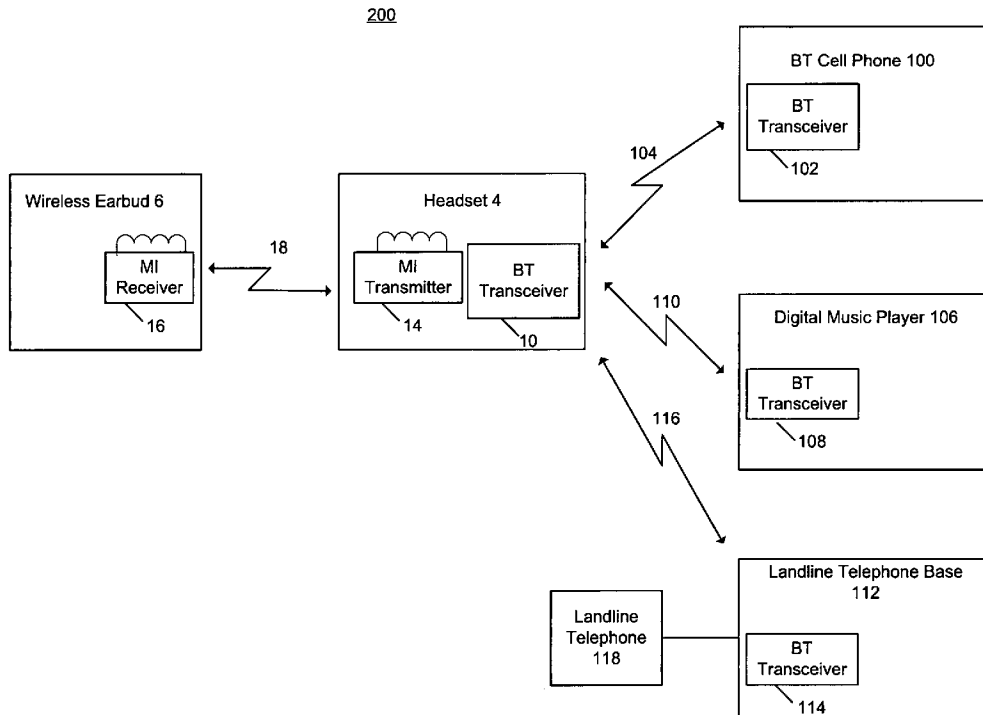 200
BT Cell Phone 100
BT
Transceiver
102
104
Wireless Earbud 6
MI
Receiver
16
18
Headset 4
MI
Transmitter
14
BT
Transceiver
10
110
Digital Music Player 106
BT
Transceiver
108
116
Landline Telephone Base
112
BT
Transceiver
114
Landline
Telephone
118